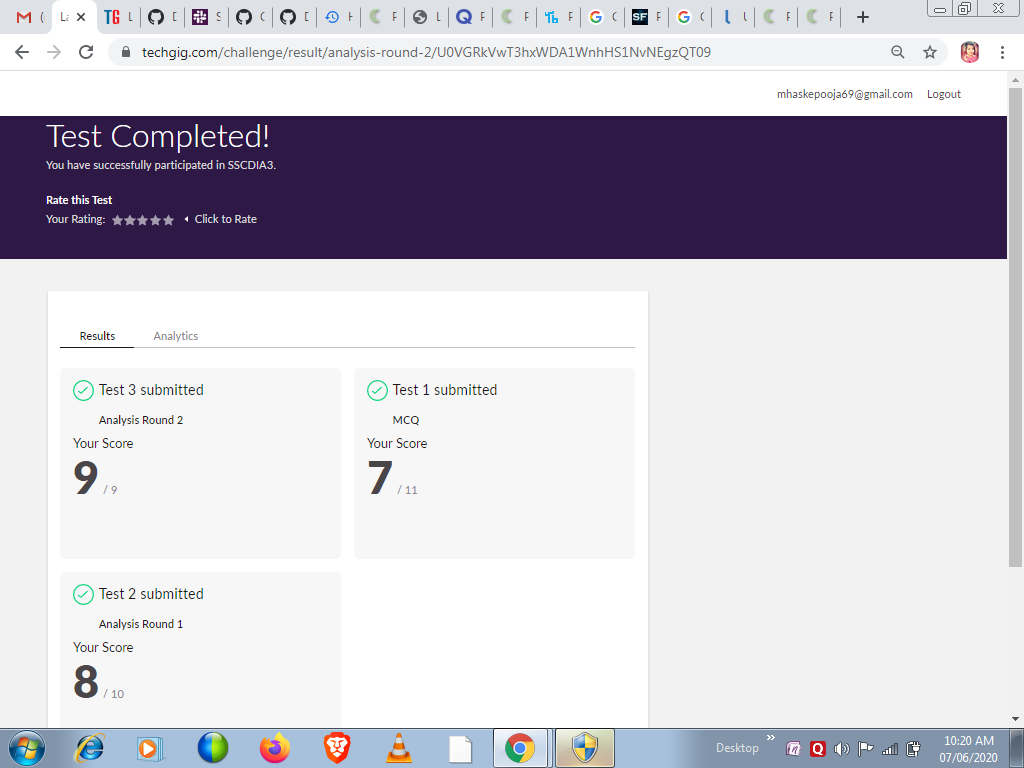 techgig.com/challenge/result/analysis-round-2/U0VGRkVwT3hxWDA1WnhHS1NvNEgzQT09
mhaskepooja69@gmail.com Logout
Test Completed!
You have successfully participated in SSCDIA3.
Rate this Test
Your Rating: Click to Rate
Results Analytics
Test 3 submitted
Analysis Round 2
Your Score
9 / 9
Test 1 submitted
MCQ
Your Score
7 / 11
Test 2 submitted
Analysis Round 1
Your Score
8 / 10
Desktop
10:20 AM
07/06/2020